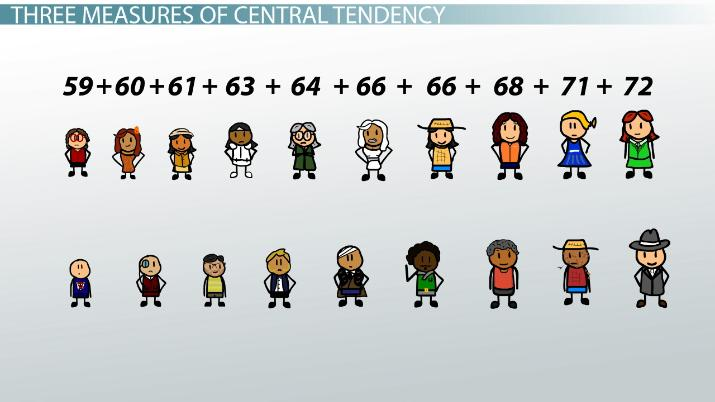 THREE MEASURES OF CENTRAL TENDENCY
59+60+61+ 63 + 64 + 66 + 66 + 68 + 71 + 72